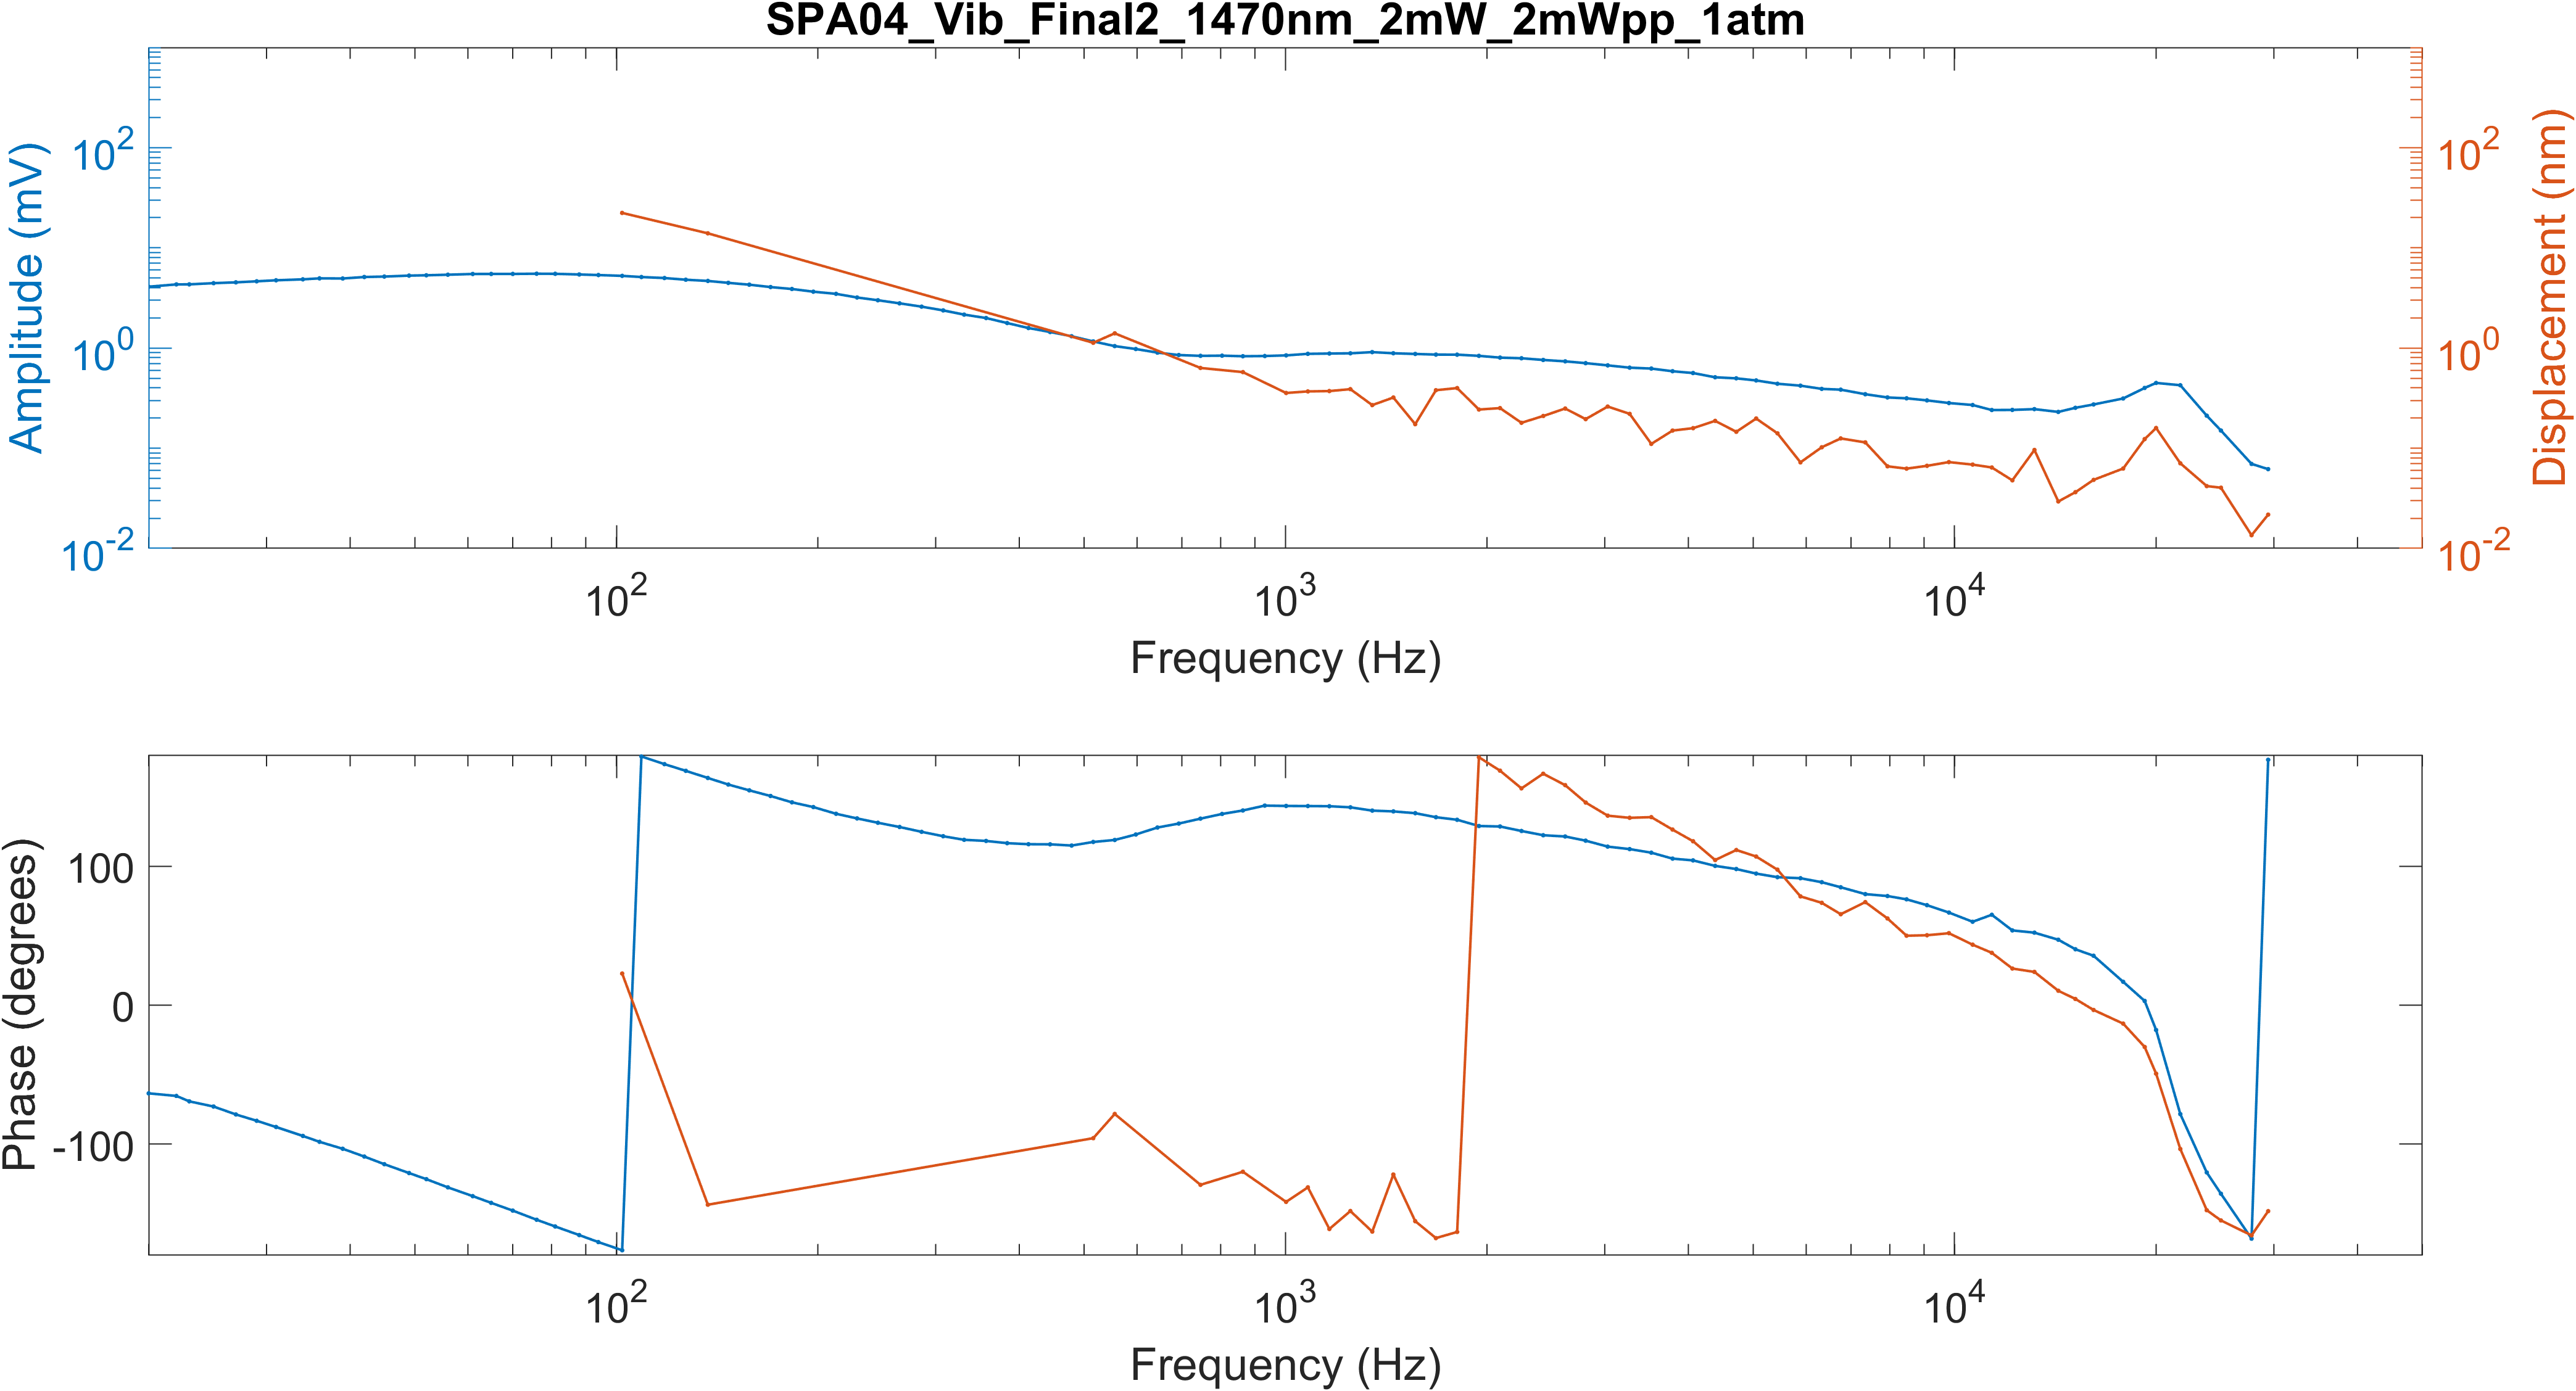 SPA04_Vib_Final2_1470nm_2mW_2mWpp_1atm
Amplitude (mV)
10^2
10^0
10^-2
10^2
10^0
10^-2
Displacement (nm)
10^2
10^3
10^4
Frequency (Hz)
Phase (degrees)
100
0
-100
10^2
10^3
10^4
Frequency (Hz)